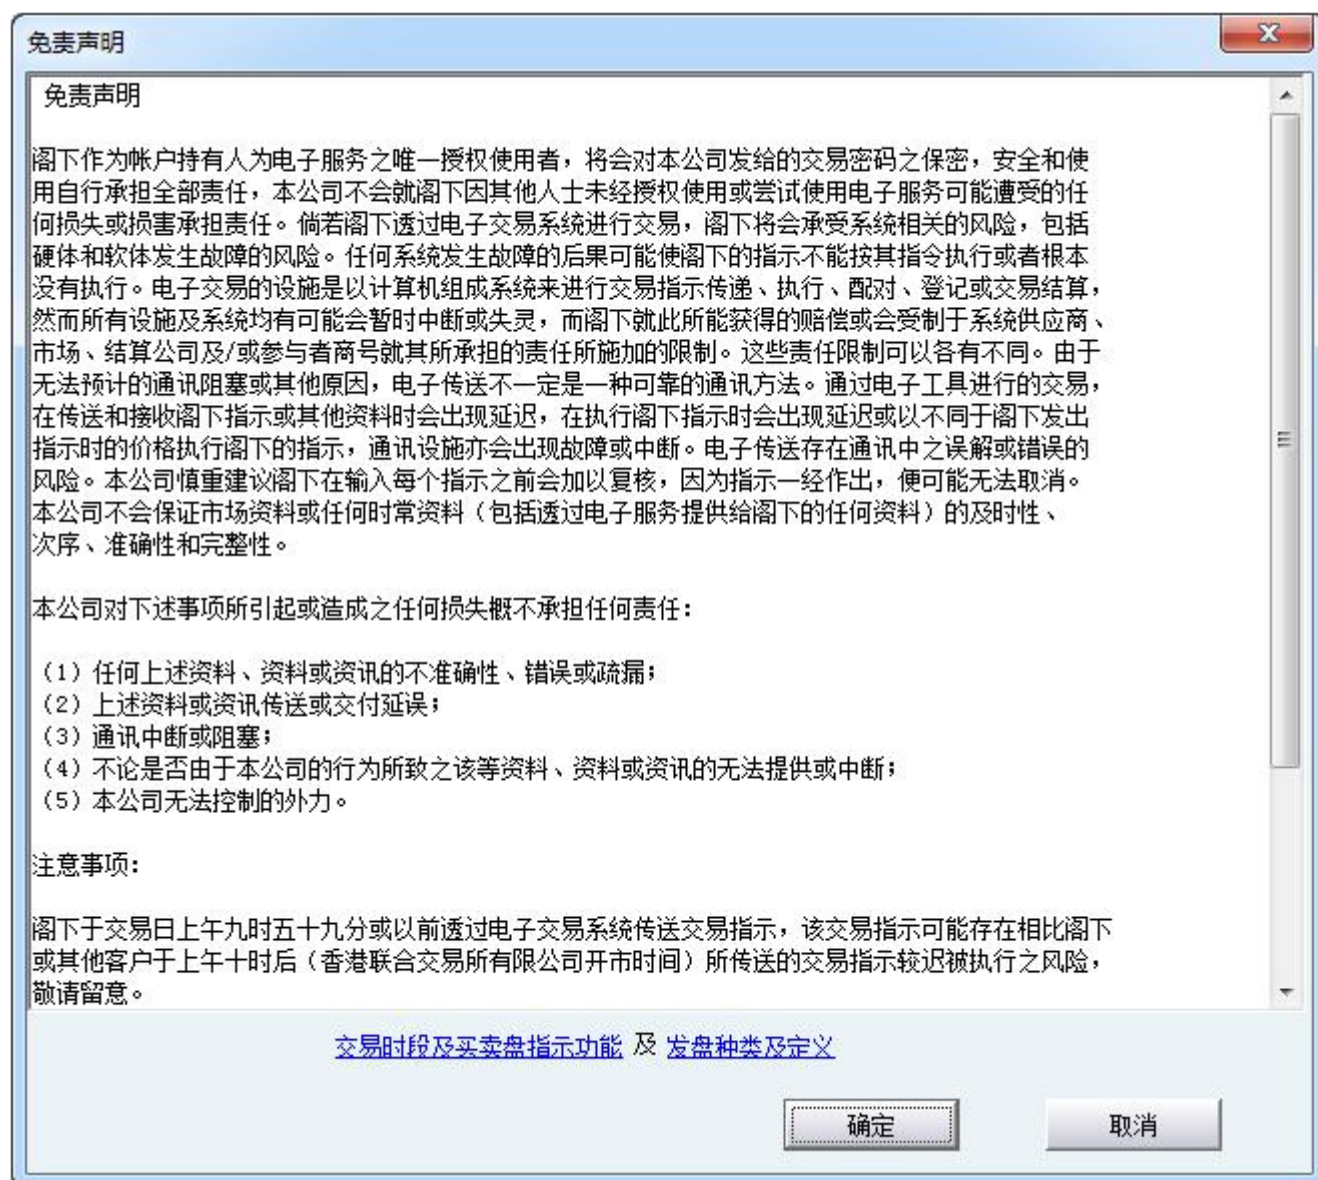 免责声明
免责声明
阁下作为帐户持有人为电子服务之唯一授权使用者，将会对本公司发给的交易密码之保密，安全和使
用自行承担全部责任，本公司不会就阁下因其他人士未经授权使用或尝试使用电子服务可能遭受的任
何损失或损害承担责任。倘若阁下透过电子交易系统进行交易，阁下将会承受系统相关的风险，包括
硬体和软体发生故障的风险。任何系统发生故障的后果可能使阁下的指示不能按其指令执行或者根本
没有执行。电子交易的设施是以计算机组成系统来进行交易指示传递、执行、配对、登记或交易结算，
然而所有设施及系统均有可能会暂时中断或失灵，而阁下就此所能获得的赔偿或会受制于系统供应商、
市场、结算公司及/或参与者商号就其所承担的责任所施加的限制。这些责任限制可以各有不同。由于
无法预计的通讯阻塞或其他原因，电子传送不一定是一种可靠的通讯方法。通过电子工具进行的交易，
在传送和接收阁下指示或其他资料时会出现延迟，在执行阁下指示时会出现延迟或以不同于阁下发出
指示时的价格执行阁下的指示，通讯设施亦会出现故障或中断。电子传送存在通讯中之误解或错误的
风险。本公司慎重建议阁下在输入每个指示之前会加以复核，因为指示一经作出，便可能无法取消。
本公司不会保证市场资料或任何时常资料（包括透过电子服务提供给阁下的任何资料）的及时性、
次序、准确性和完整性。
本公司对下述事项所引起或造成之任何损失概不承担任何责任：
（1）任何上述资料、资料或资讯的不准确性、错误或疏漏；
（2）上述资料或资讯传送或交付延误；
（3）通讯中断或阻塞；
（4）不论是否由于本公司的行为所致之该等资料、资料或资讯的无法提供或中断；
（5）本公司无法控制的外力。
注意事项：
阁下于交易日上午九时五十九分或以前透过电子交易系统传送交易指示，该交易指示可能存在相比阁下
或其他客户于上午十时后（香港联合交易所有限公司开市时间）所传送的交易指示较迟被执行之风险，
敬请留意。
交易时段及买卖盘指示功能 及 发盘种类及定义
确定 取消